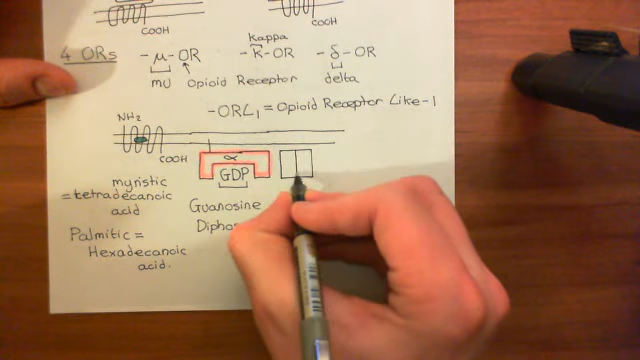 COOH
COOH
4 ORs
- μ - OR
mu
Opioid Receptor
Kappa
- K - OR
- δ - OR
delta
- ORL1 = Opioid Receptor Like-1
NH2
COOH
α
GDP
myristic
= tetradecanoic
acid
Palmitic =
Hexadecanoic
acid.
Guanosine